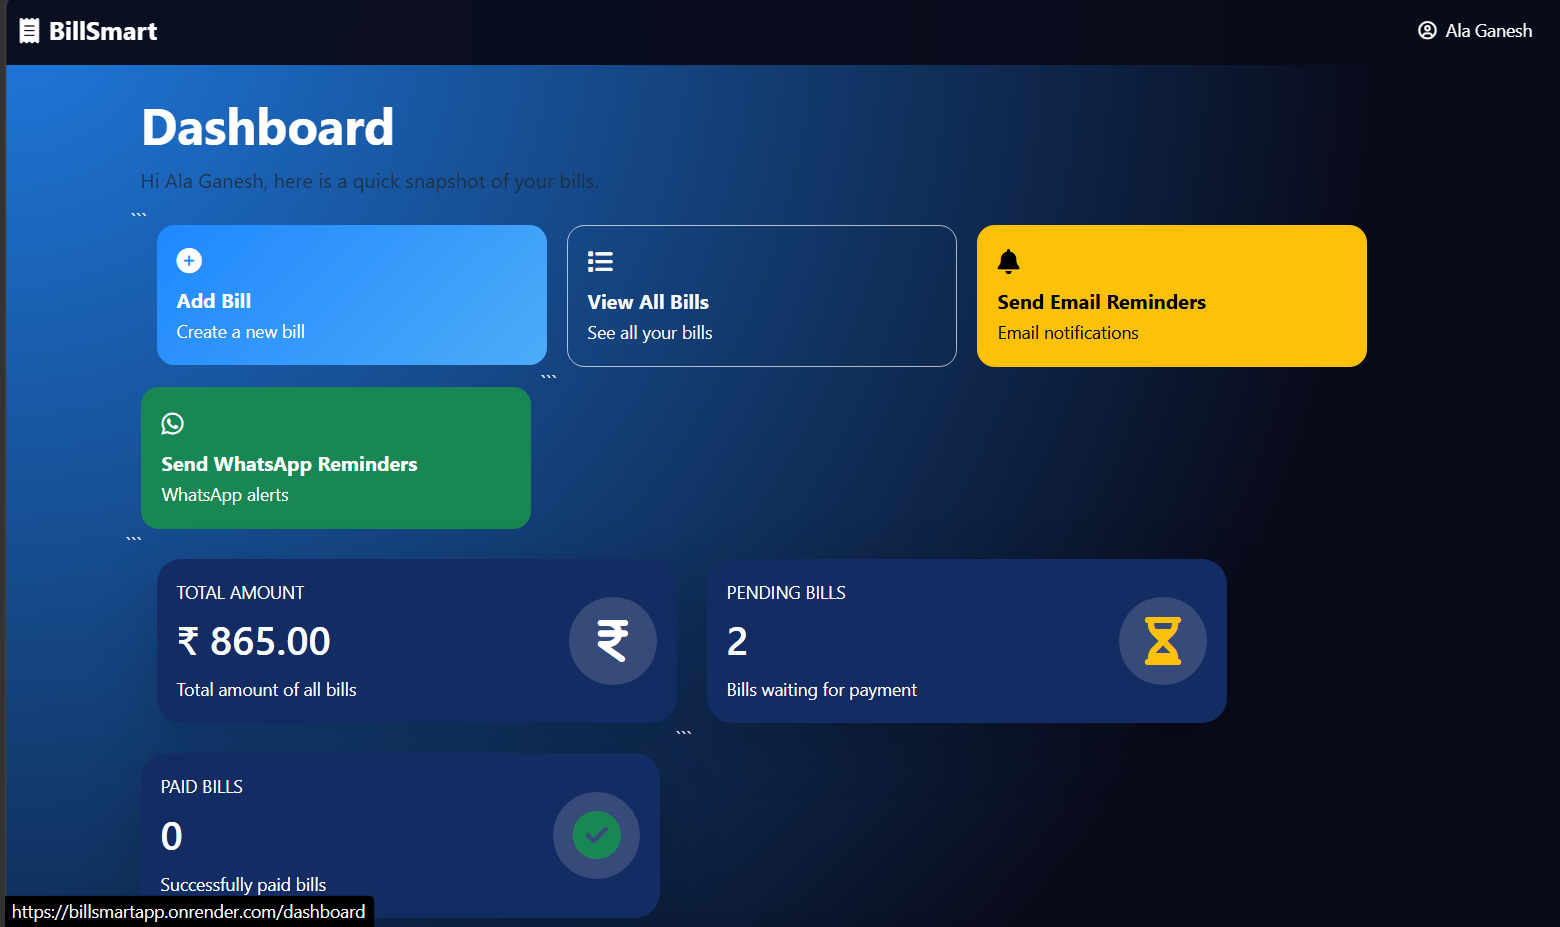 BillSmart
Ala Ganesh
Dashboard
Hi Ala Ganesh, here is a quick snapshot of your bills.
```
Add Bill
Create a new bill
View All Bills
See all your bills
Send Email Reminders
Email notifications
```
Send WhatsApp Reminders
WhatsApp alerts
```
TOTAL AMOUNT
₹ 865.00
Total amount of all bills
₹
PENDING BILLS
2
Bills waiting for payment
```
PAID BILLS
0
Successfully paid bills
https://billsmartapp.onrender.com/dashboard